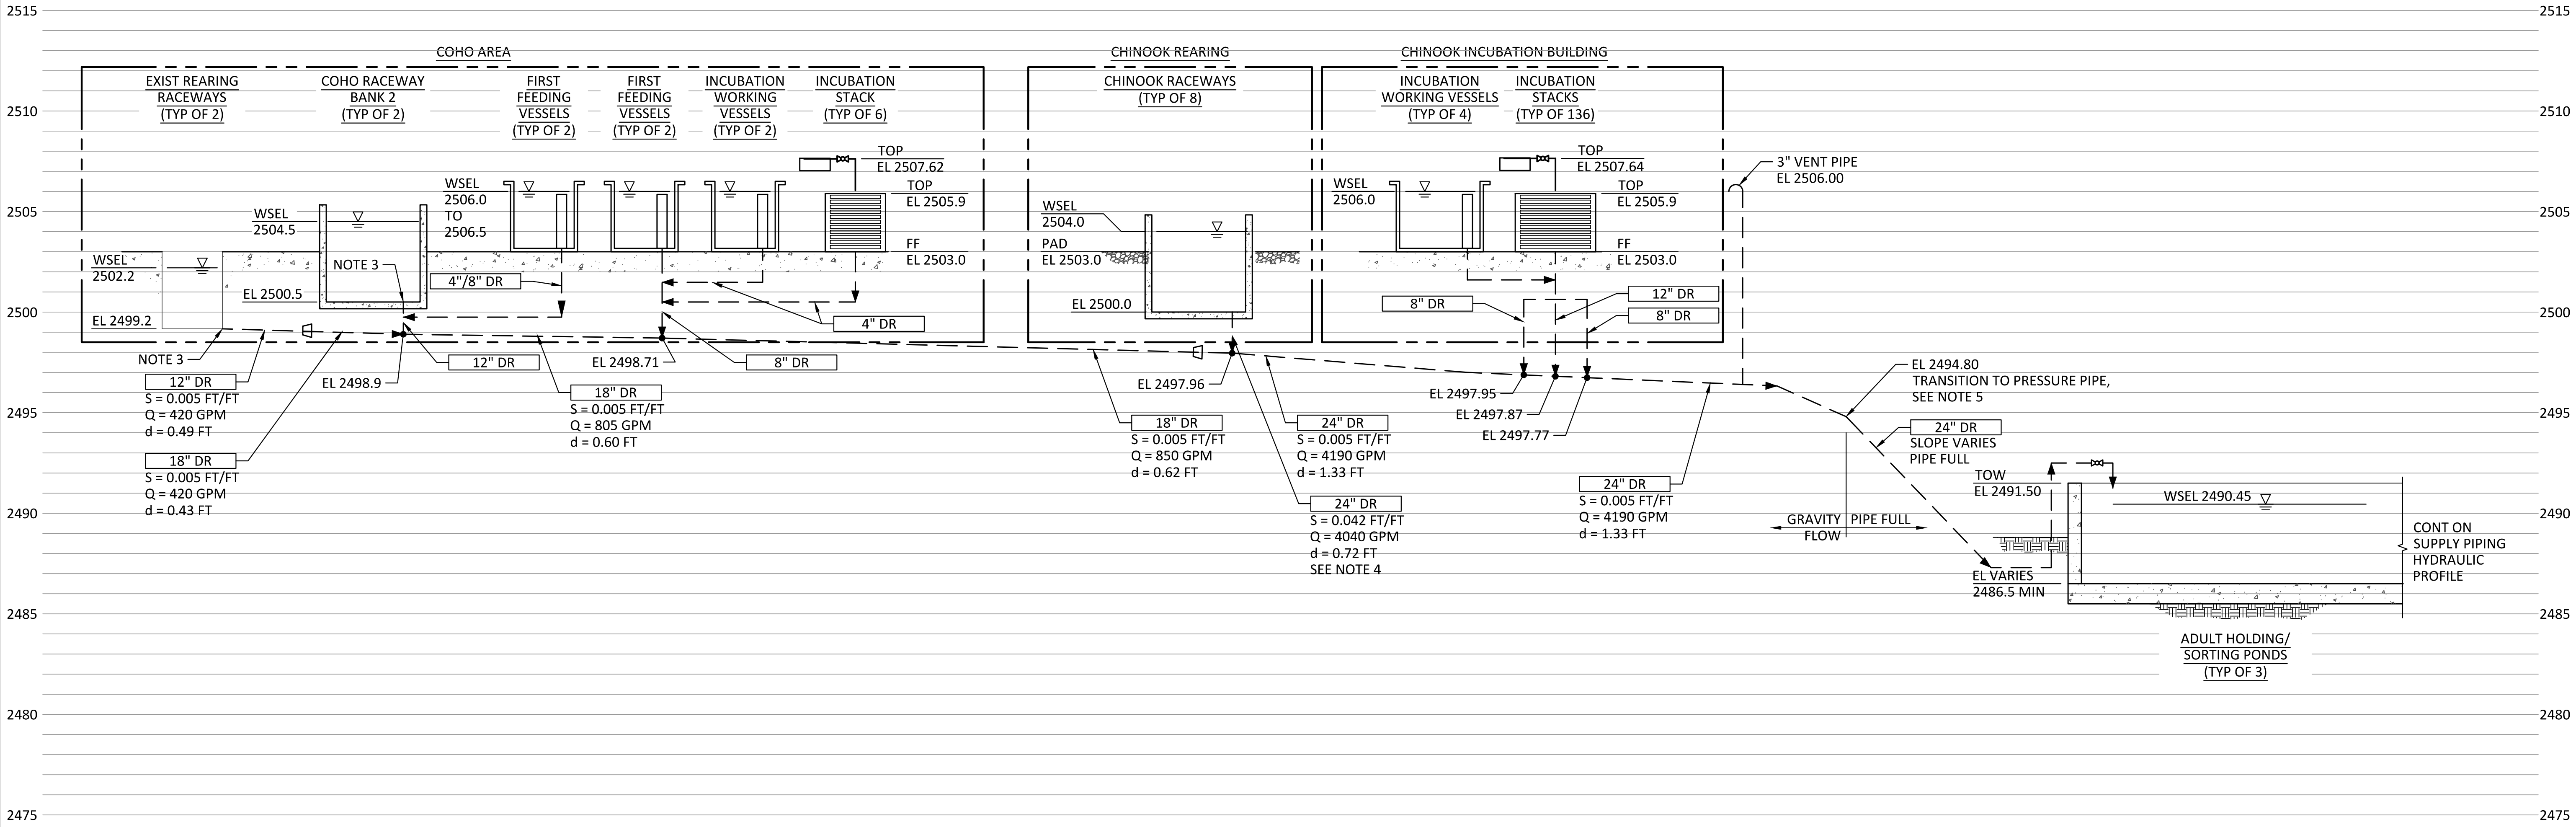 2515
2515
COHO AREA
CHINOOK REARING
CHINOOK INCUBATION BUILDING
EXIST REARING
RACEWAYS
(TYP OF 2)
COHO RACEWAY
BANK 2
(TYP OF 2)
FIRST
FEEDING
VESSELS
(TYP OF 2)
FIRST
FEEDING
VESSELS
(TYP OF 2)
INCUBATION
WORKING
VESSELS
(TYP OF 2)
INCUBATION
STACK
(TYP OF 6)
CHINOOK RACEWAYS
(TYP OF 8)
INCUBATION
WORKING VESSELS
(TYP OF 4)
INCUBATION
STACKS
(TYP OF 136)
2510
2510
TOP
EL 2507.62
TOP
EL 2505.9
FF
EL 2503.0
TOP
EL 2507.64
TOP
EL 2505.9
FF
EL 2503.0
3" VENT PIPE
EL 2506.00
WSEL
2506.0
TO
2506.5
WSEL
2504.5
WSEL
2504.0
PAD
EL 2503.0
WSEL
2506.0
2505
2505
WSEL
2502.2
NOTE 3
4"/8" DR
EL 2500.5
EL 2499.2
4" DR
EL 2500.0
8" DR
12" DR
8" DR
2500
2500
NOTE 3
12" DR
S = 0.005 FT/FT
Q = 420 GPM
d = 0.49 FT
EL 2498.9
12" DR
EL 2498.71
8" DR
18" DR
S = 0.005 FT/FT
Q = 805 GPM
d = 0.60 FT
18" DR
S = 0.005 FT/FT
Q = 420 GPM
d = 0.43 FT
EL 2497.96
18" DR
S = 0.005 FT/FT
Q = 850 GPM
d = 0.62 FT
24" DR
S = 0.005 FT/FT
Q = 4190 GPM
d = 1.33 FT
24" DR
S = 0.042 FT/FT
Q = 4040 GPM
d = 0.72 FT
SEE NOTE 4
EL 2497.95
EL 2497.87
EL 2497.77
24" DR
S = 0.005 FT/FT
Q = 4190 GPM
d = 1.33 FT
EL 2494.80
TRANSITION TO PRESSURE PIPE,
SEE NOTE 5
24" DR
SLOPE VARIES
PIPE FULL
2495
2495
GRAVITY
FLOW
PIPE FULL
TOW
EL 2491.50
WSEL 2490.45
EL VARIES
2486.5 MIN
CONT ON
SUPPLY PIPING
HYDRAULIC
PROFILE
2490
2490
2485
2485
ADULT HOLDING/
SORTING PONDS
(TYP OF 3)
2480
2480
2475
2475